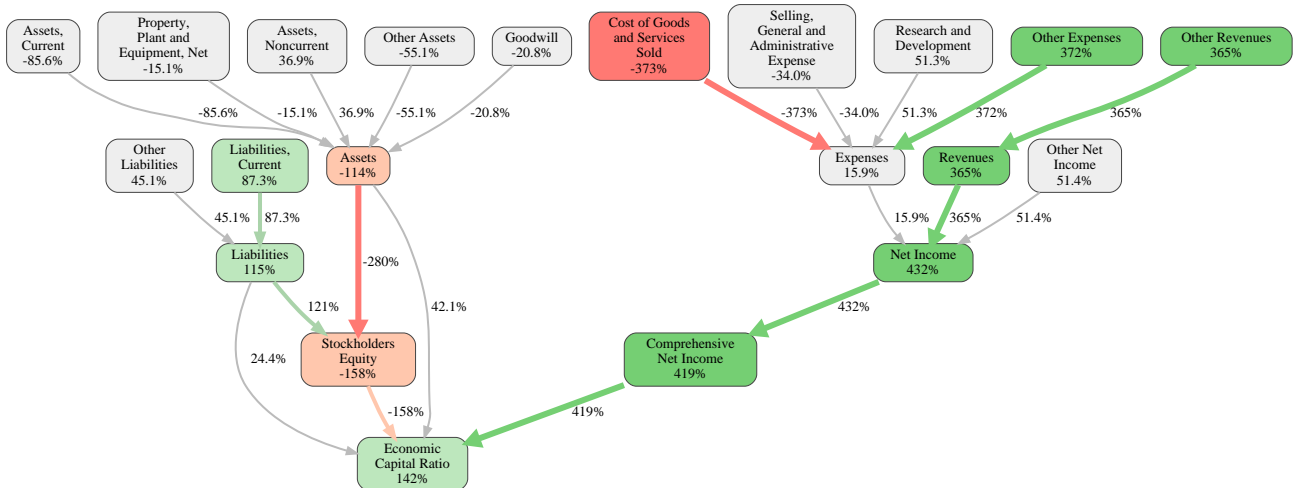 Assets,
Current
-85.6%
Property,
Plant and
Equipment, Net
-15.1%
Assets,
Noncurrent
36.9%
Other Assets
-55.1%
Goodwill
-20.8%
Cost of Goods
and Services
Sold
-373%
Selling,
General and
Administrative
Expense
-34.0%
Research and
Development
51.3%
Other Expenses
372%
Other Revenues
365%
-85.6%
-15.1%
36.9%
-55.1%
-20.8%
-373%
-34.0%
51.3%
372%
365%
Other
Liabilities
45.1%
Liabilities,
Current
87.3%
Assets
-114%
Expenses
15.9%
Revenues
365%
Other Net
Income
51.4%
45.1%
87.3%
15.9%
365%
51.4%
Liabilities
115%
-280%
Net Income
432%
121%
42.1%
432%
24.4%
Stockholders
Equity
-158%
Comprehensive
Net Income
419%
-158%
419%
Economic
Capital Ratio
142%